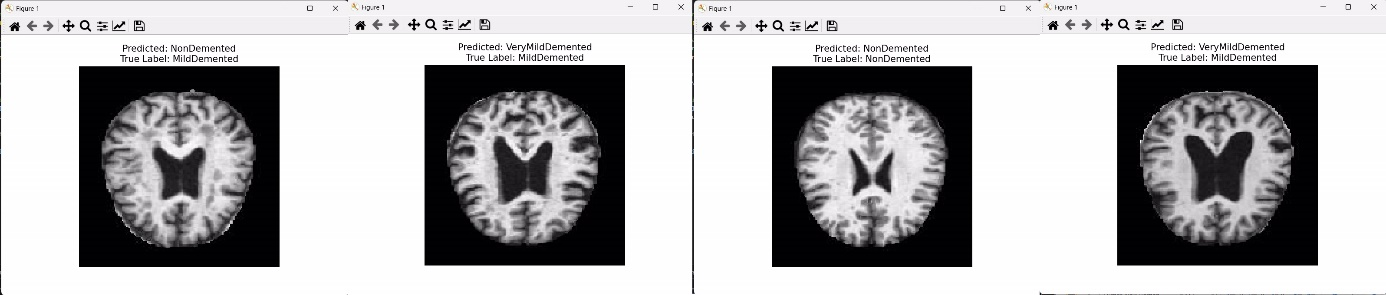 Figure 1
Predicted: NonDemented
True Label: MildDemented
Figure 1
Predicted: VeryMildDemented
True Label: MildDemented
Figure 1
Predicted: NonDemented
True Label: NonDemented
Figure 1
Predicted: VeryMildDemented
True Label: MildDemented